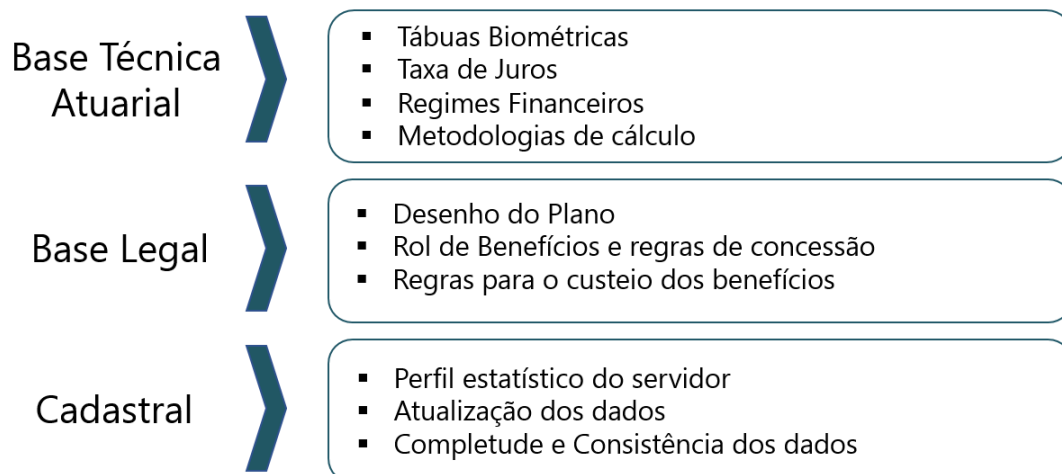 Base Técnica
Atuarial
▪ Tábuas Biométricas
▪ Taxa de Juros
▪ Regimes Financeiros
▪ Metodologias de cálculo
Base Legal
▪ Desenho do Plano
▪ Rol de Benefícios e regras de concessão
▪ Regras para o custeio dos benefícios
Cadastral
▪ Perfil estatístico do servidor
▪ Atualização dos dados
▪ Completude e Consistência dos dados